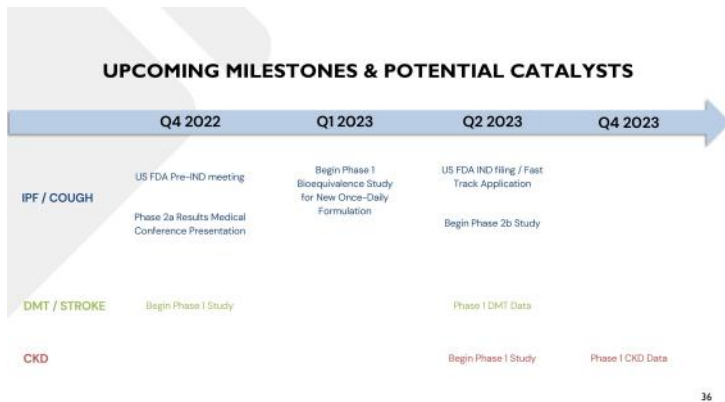 UPCOMING MILESTONES & POTENTIAL CATALYSTS
Q4 2022 Q1 2023 Q2 2023 Q4 2023
IPF / COUGH
US FDA Pre-IND meeting
Phase 2a Results Medical
Conference Presentation
Begin Phase 1
Bioequivalence Study
for New Once-Daily
Formulation
US FDA IND filing / Fast
Track Application
Begin Phase 2b Study
DMT / STROKE
Begin Phase 1 Study
Phase 1 DMT Data
CKD
Begin Phase 1 Study
Phase 1 CKD Data
36